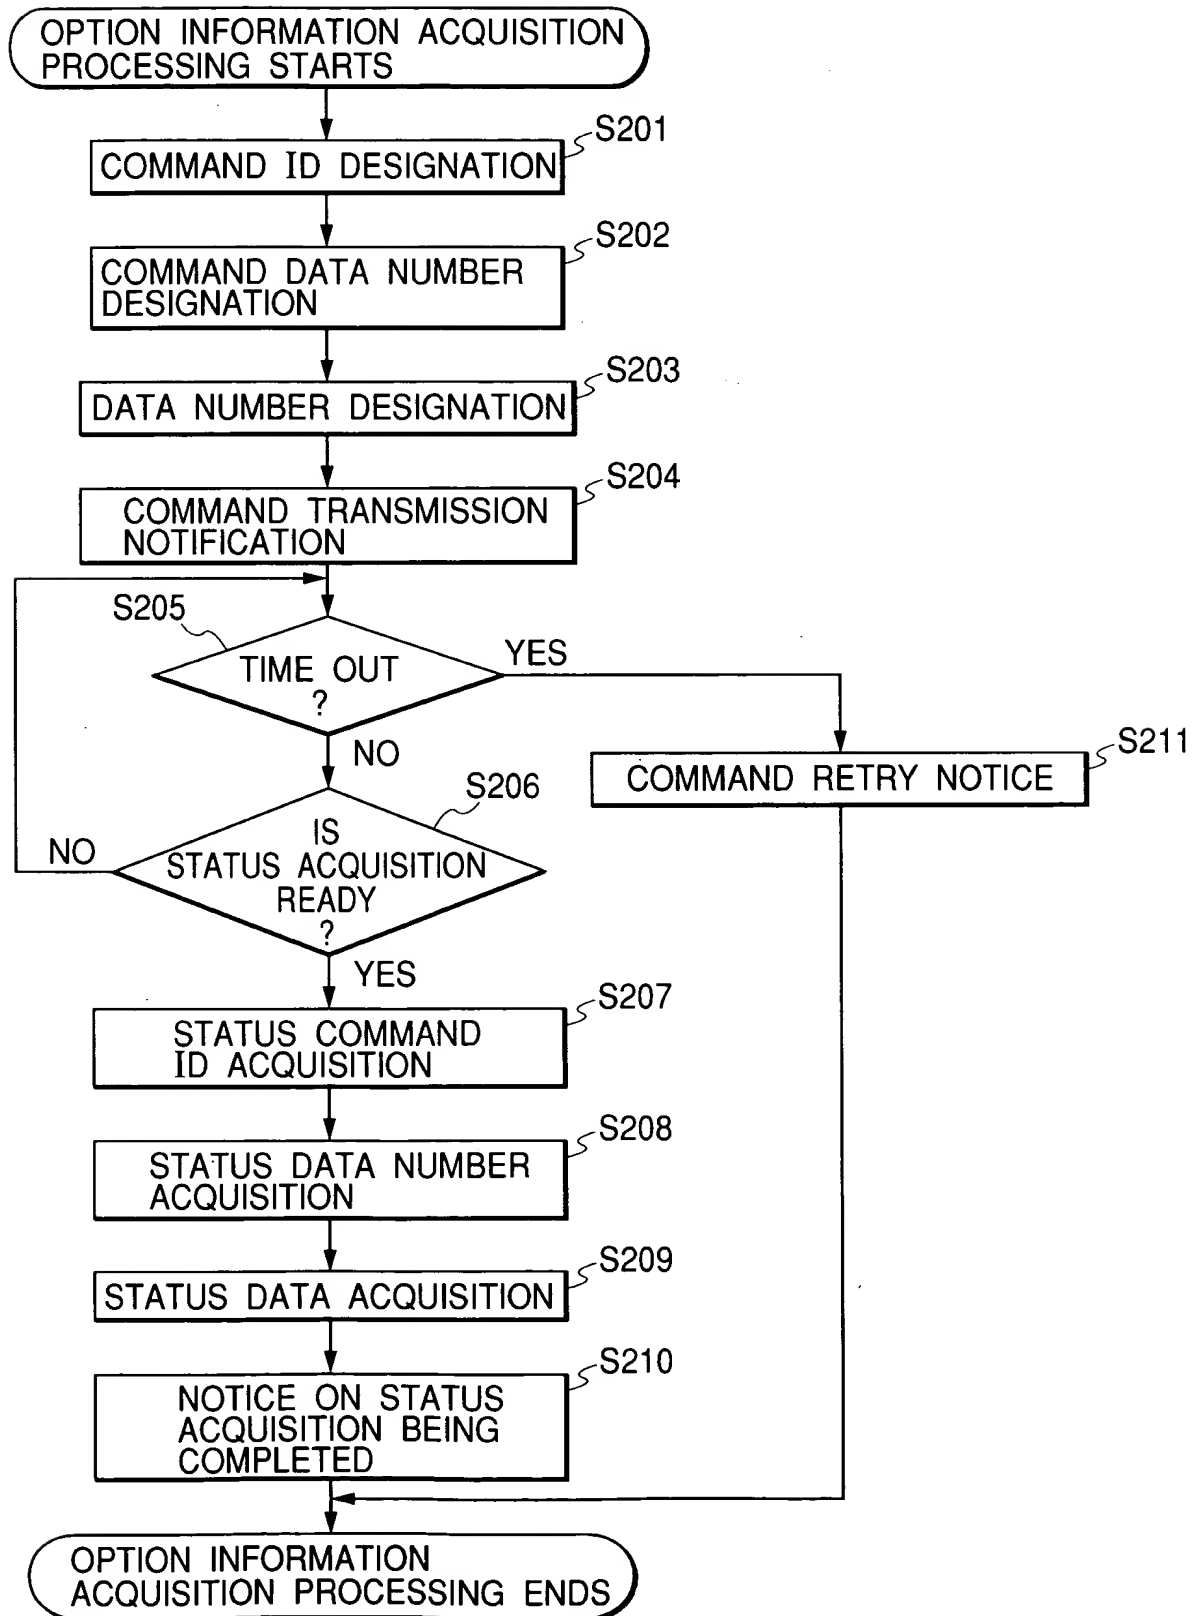 OPTION INFORMATION ACQUISITION
PROCESSING STARTS
S201
COMMAND ID DESIGNATION
S202
COMMAND DATA NUMBER
DESIGNATION
S203
DATA NUMBER DESIGNATION
S204
COMMAND TRANSMISSION
NOTIFICATION
S205
TIME OUT
?
YES
NO
S211
COMMAND RETRY NOTICE
S206
IS
STATUS ACQUISITION
READY
?
NO
YES
S207
STATUS COMMAND
ID ACQUISITION
S208
STATUS DATA NUMBER
ACQUISITION
S209
STATUS DATA ACQUISITION
S210
NOTICE ON STATUS
ACQUISITION BEING
COMPLETED
OPTION INFORMATION
ACQUISITION PROCESSING ENDS